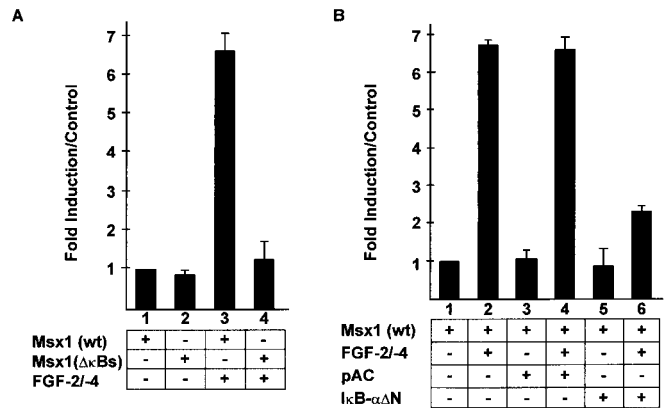 A
Fold Induction/Control
7
6
5
4
3
2
1
1 2 3 4
Msx1 (wt) + - + -
Msx1(ΔκBs) - + - +
FGF-2/-4 - - + +
B
Fold Induction/Control
7
6
5
4
3
2
1
1 2 3 4 5 6
Msx1 (wt) + + + + + +
FGF-2/-4 - + - + - +
pAC - - + + - -
IκB-αΔN - - - - + +